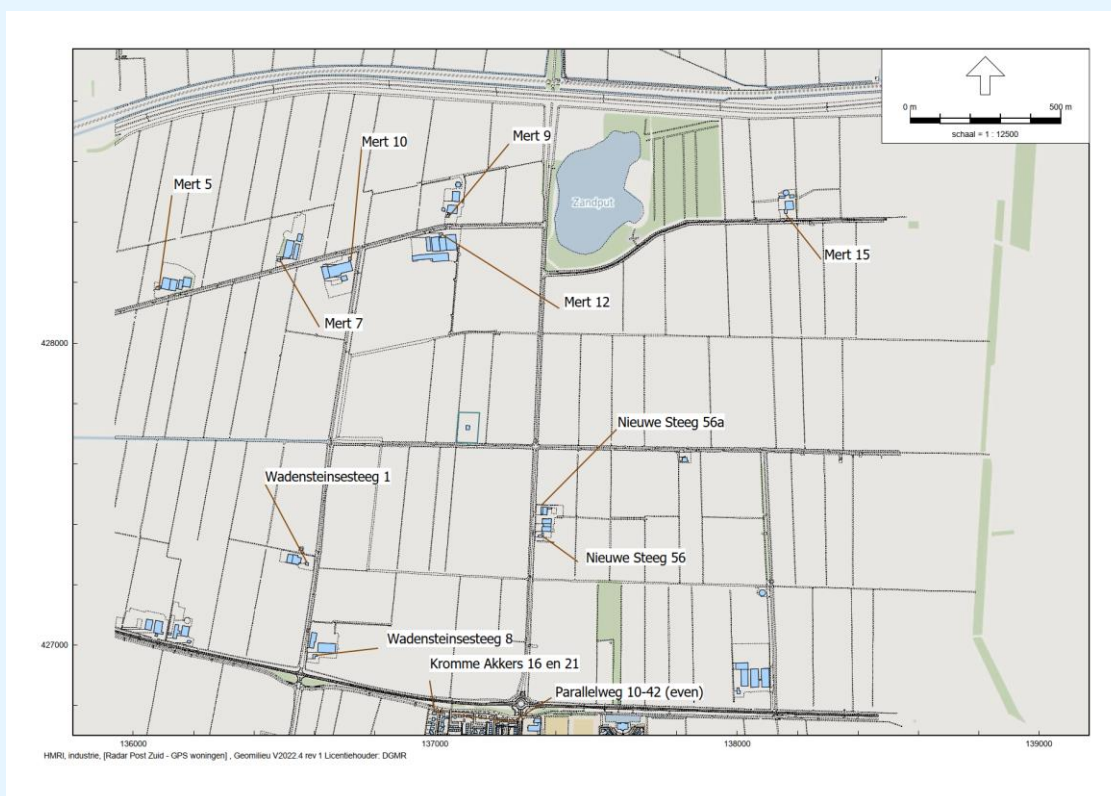 0 m 500 m
schaal = 1 : 12500
Mert 9
Mert 10
Mert 5
Zandput
Mert 15
Mert 12
Mert 7
428000
Nieuwe Steeg 56a
Wadensteinsesteeg 1
Nieuwe Steeg 56
Wadensteinsesteeg 8
427000
Kromme Akkers 16 en 21
Parallelweg 10-42 (even)
136000 137000 138000 139000
HMRI, industrie, [Radar Post Zuid - GPS woningen] , Geomilieu V2022.4 rev 1 Licentiehouder: DGMR